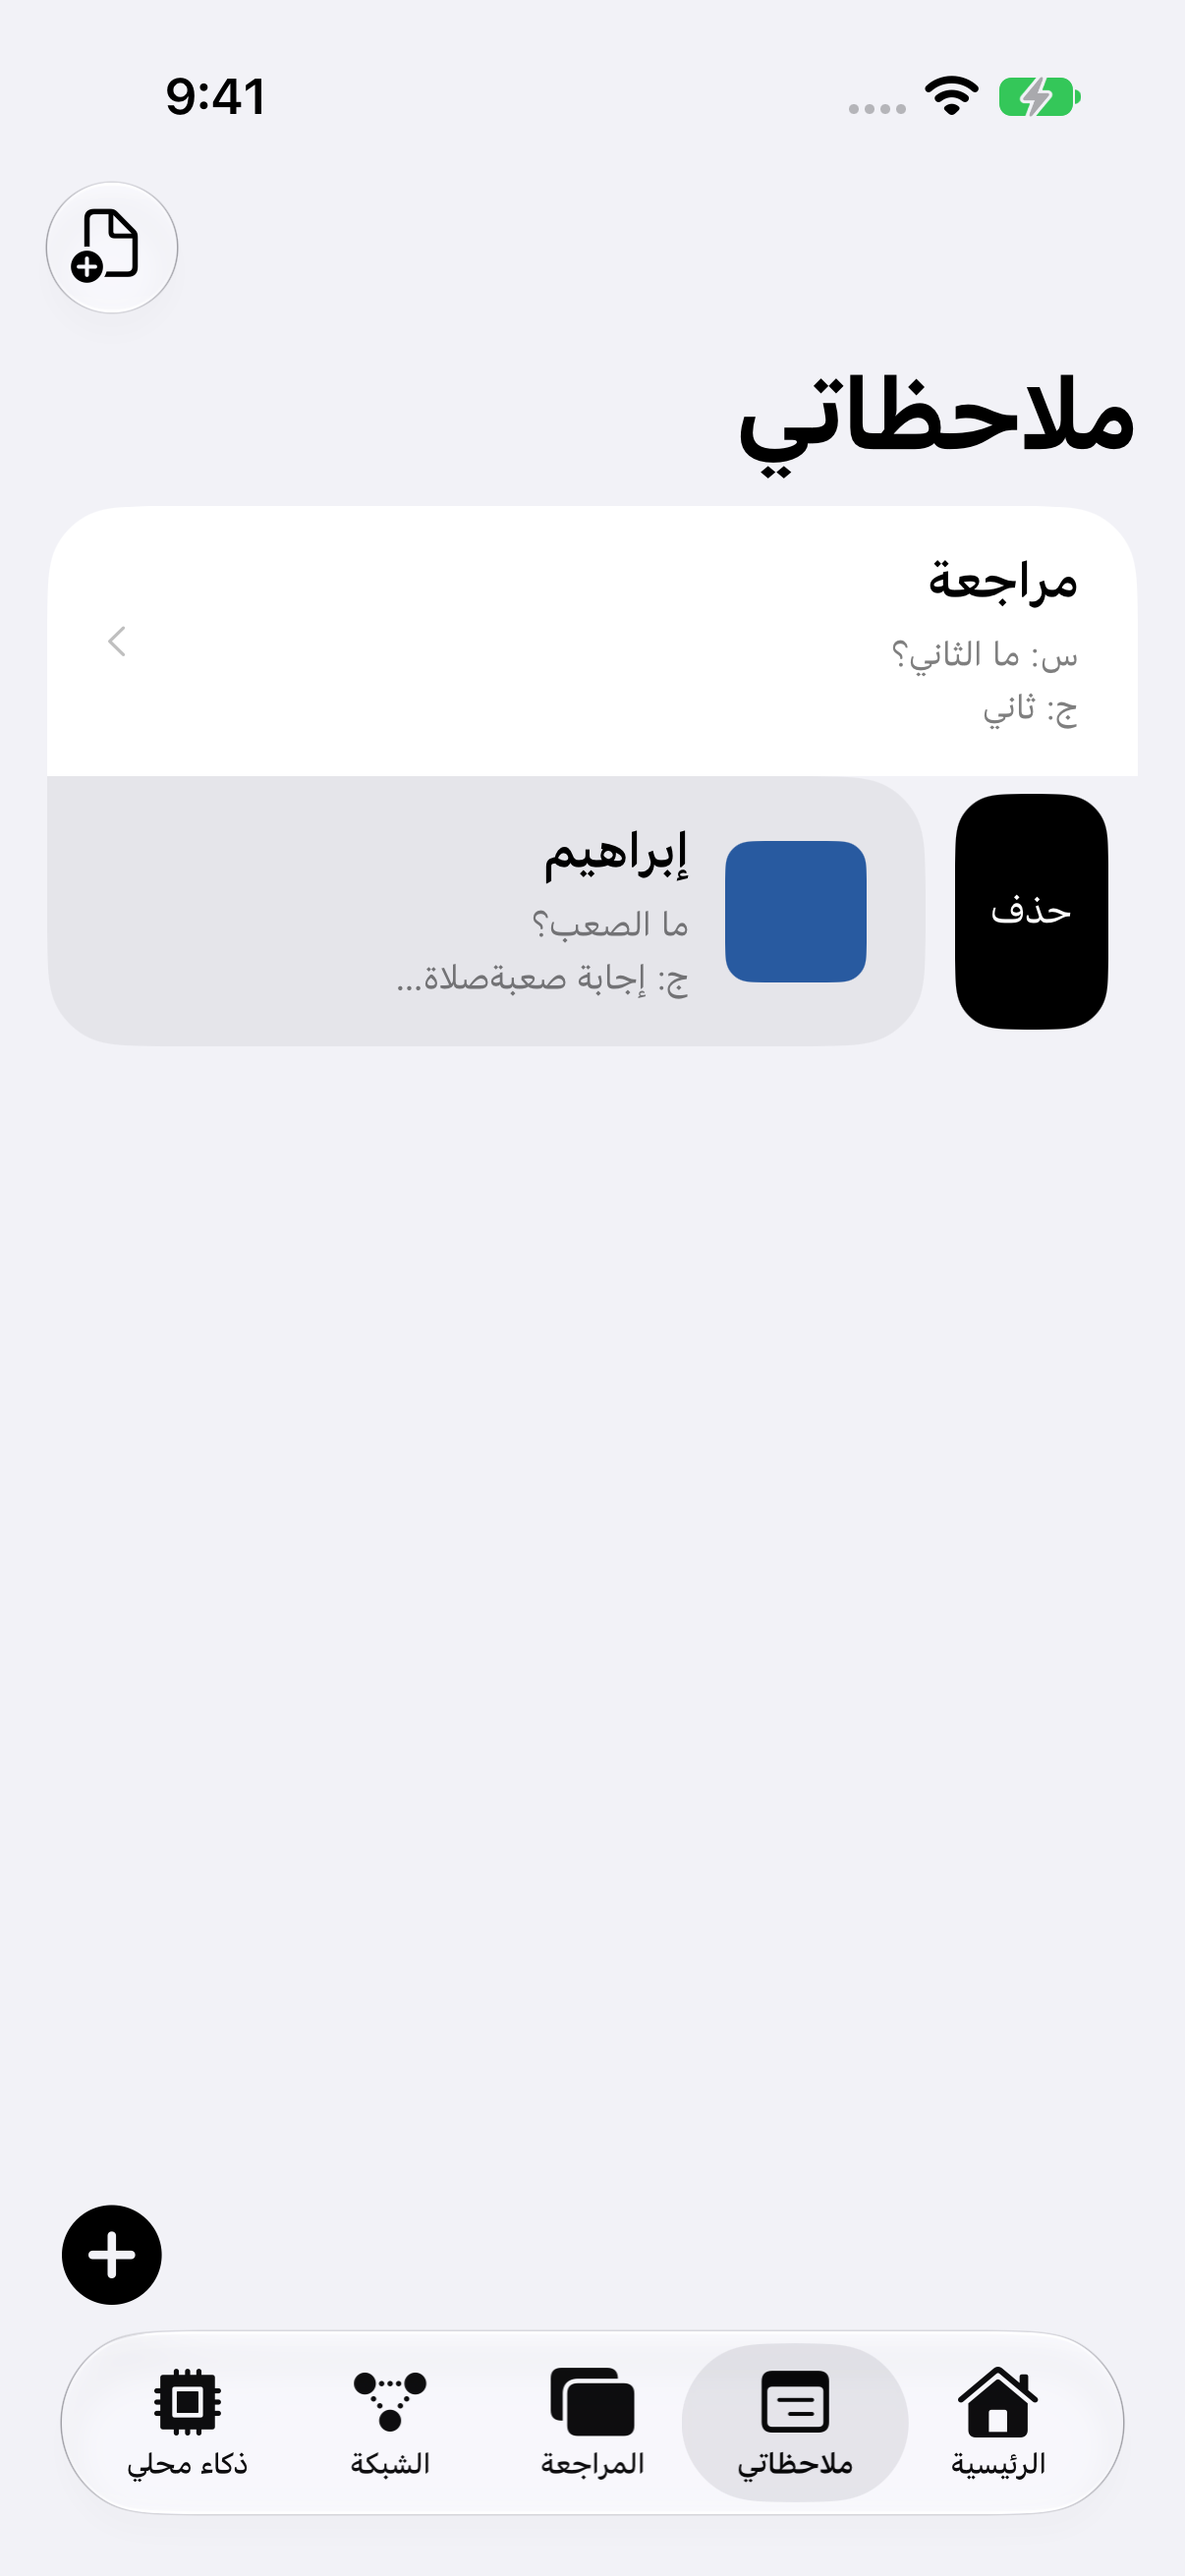 9:41
ملاحظاتي
مراجعة
س: ما الثاني؟
ج: ثاني
حذف
إبراهيم
ما الصعب؟
ج: إجابة صعبةصلاة...
الرئيسية
ملاحظاتي
المراجعة
الشبكة
ذكاء محلي